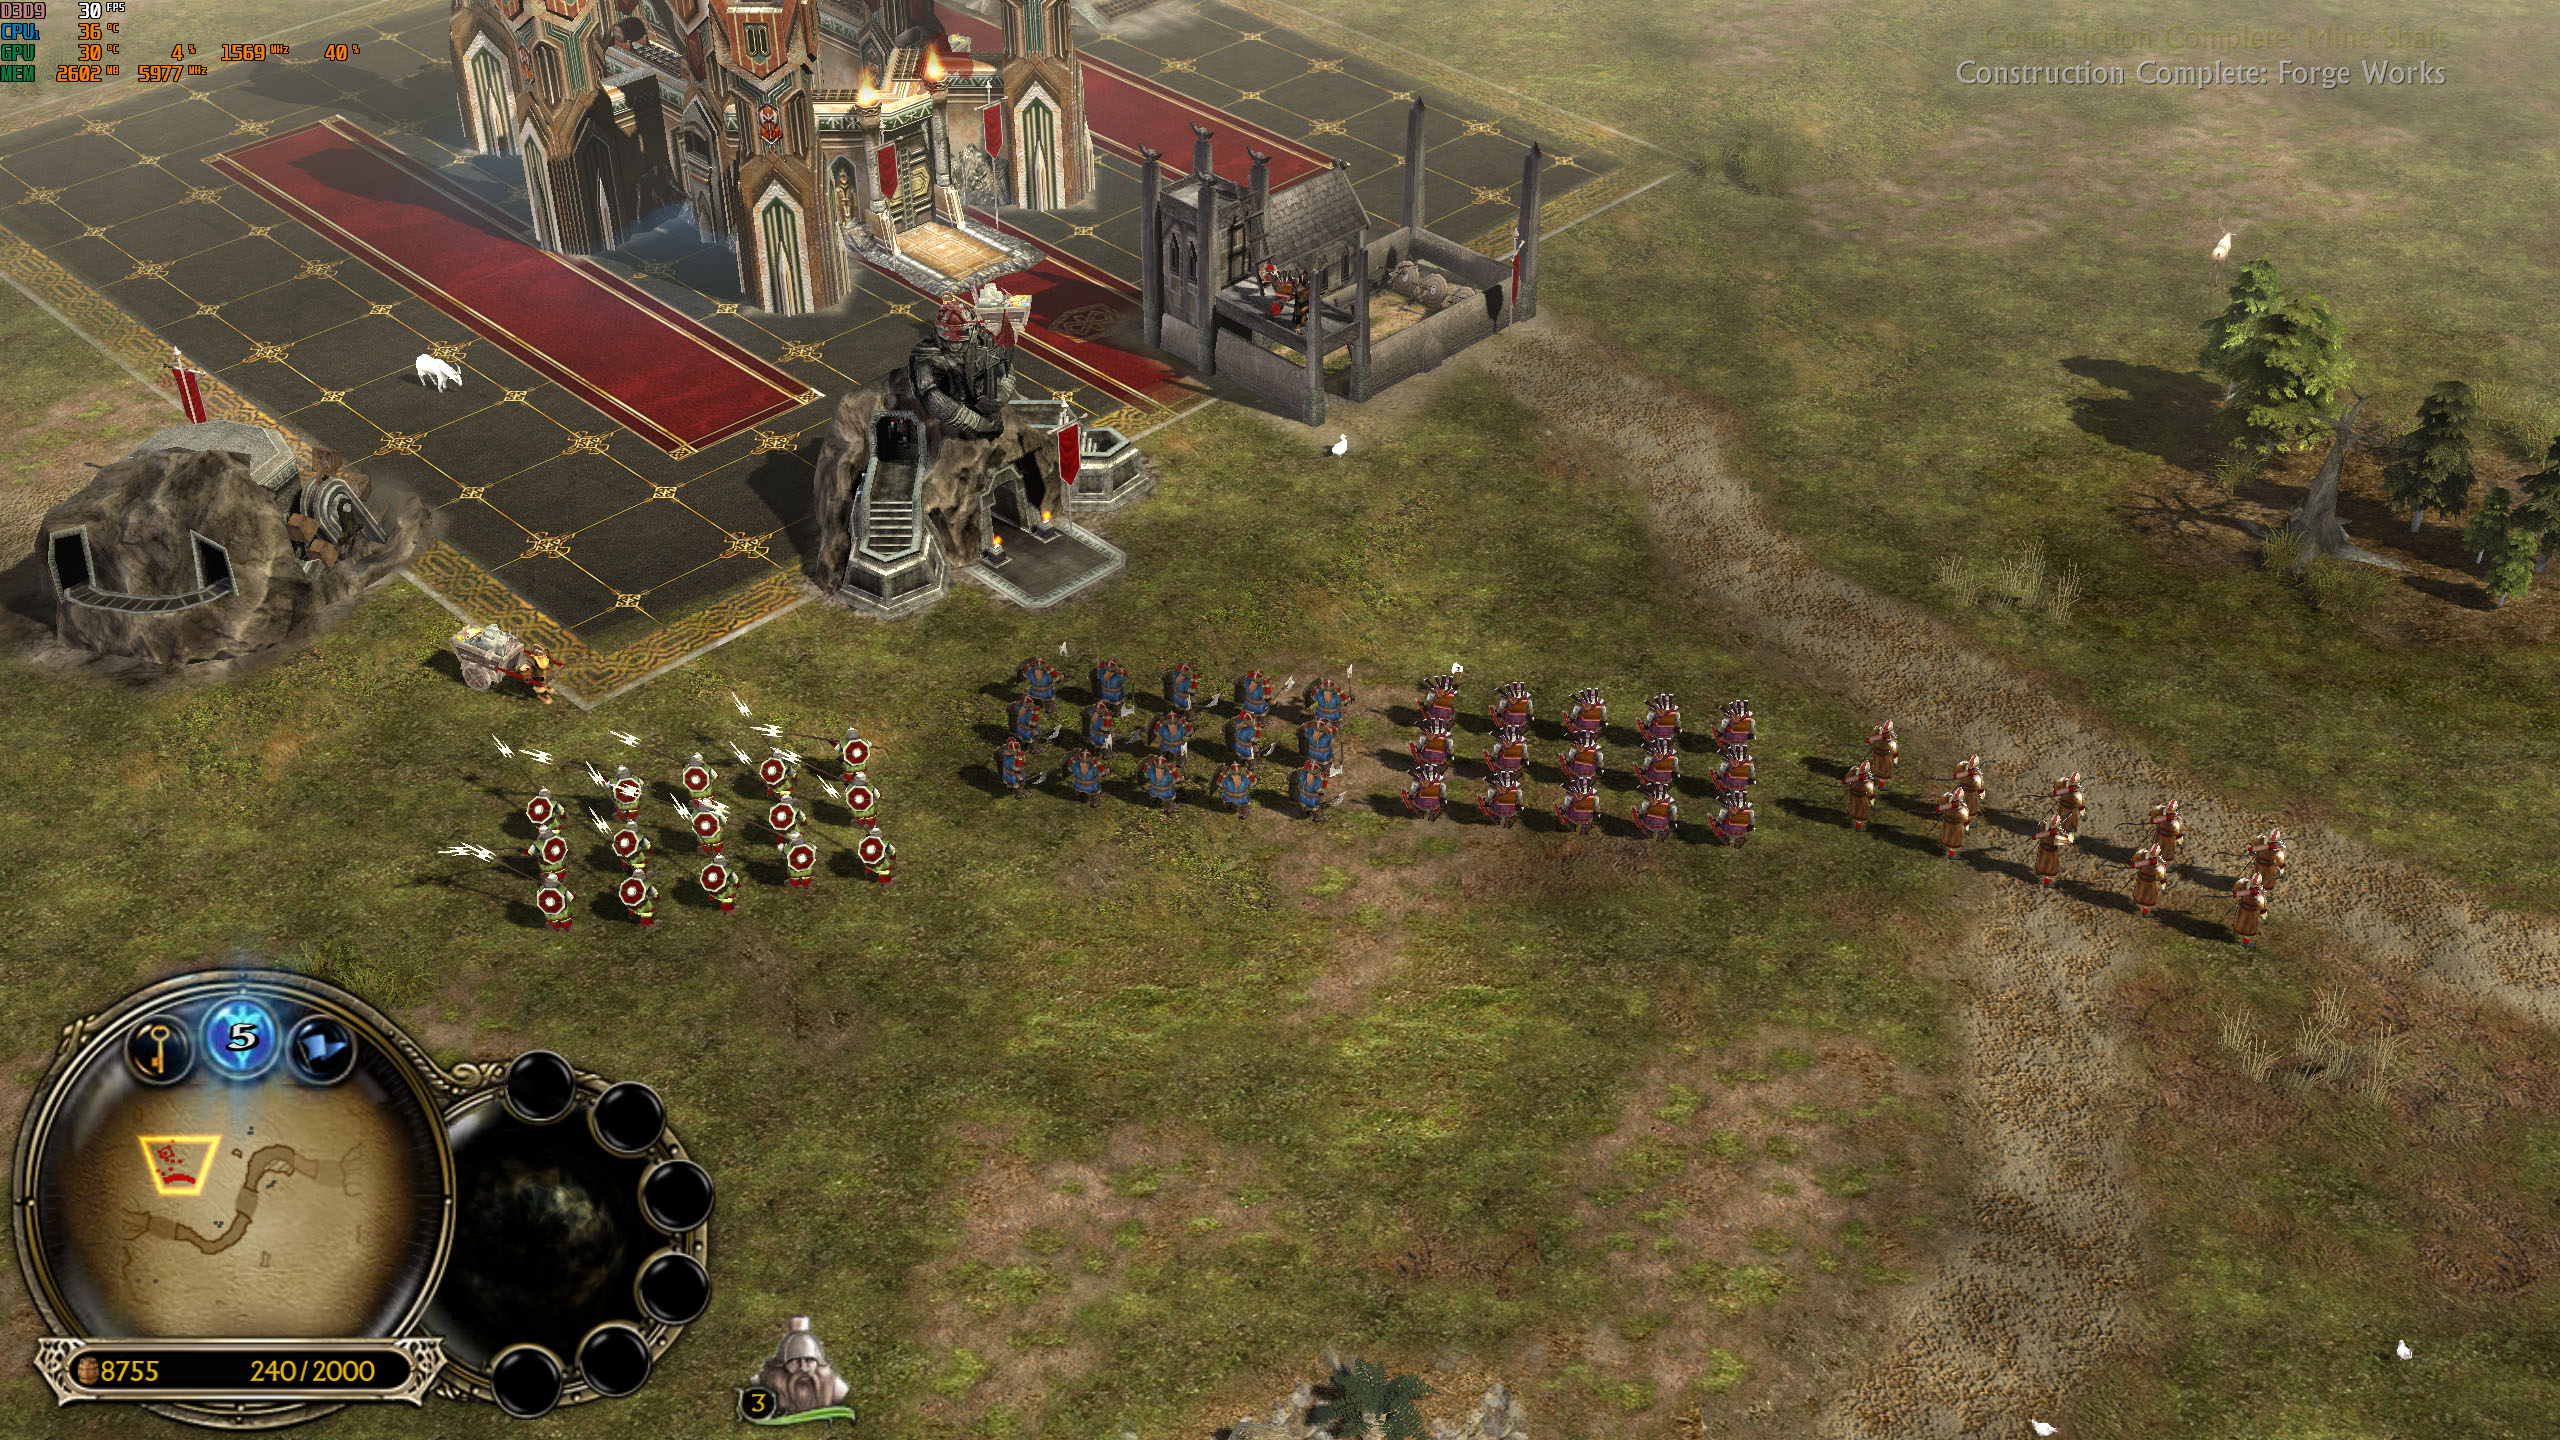 D3D9 30 FPS
CPU1 36 °C
GPU 30 °C 4 % 1569 MHz 40 %
MEM 2602 MB 5977 MHz
Construction Complete: Mine Shaft
Construction Complete: Forge Works
5
8755 240/2000
3